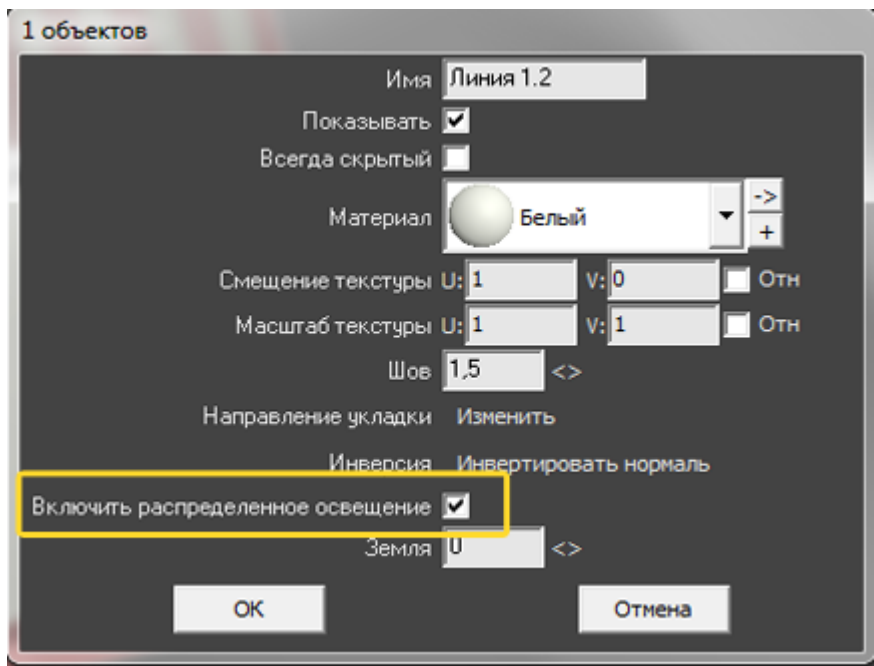 1 объектов
Имя Линия 1.2
Показывать
Всегда скрытый
Материал Белый ->
+
Смещение текстуры U: 1 V: 0 Отн
Масштаб текстуры U: 1 V: 1 Отн
Шов 1,5 <>
Направление укладки Изменить
Инверсия Инвертировать нормаль
Включить распределенное освещение
Земля 0 <>
ОК Отмена